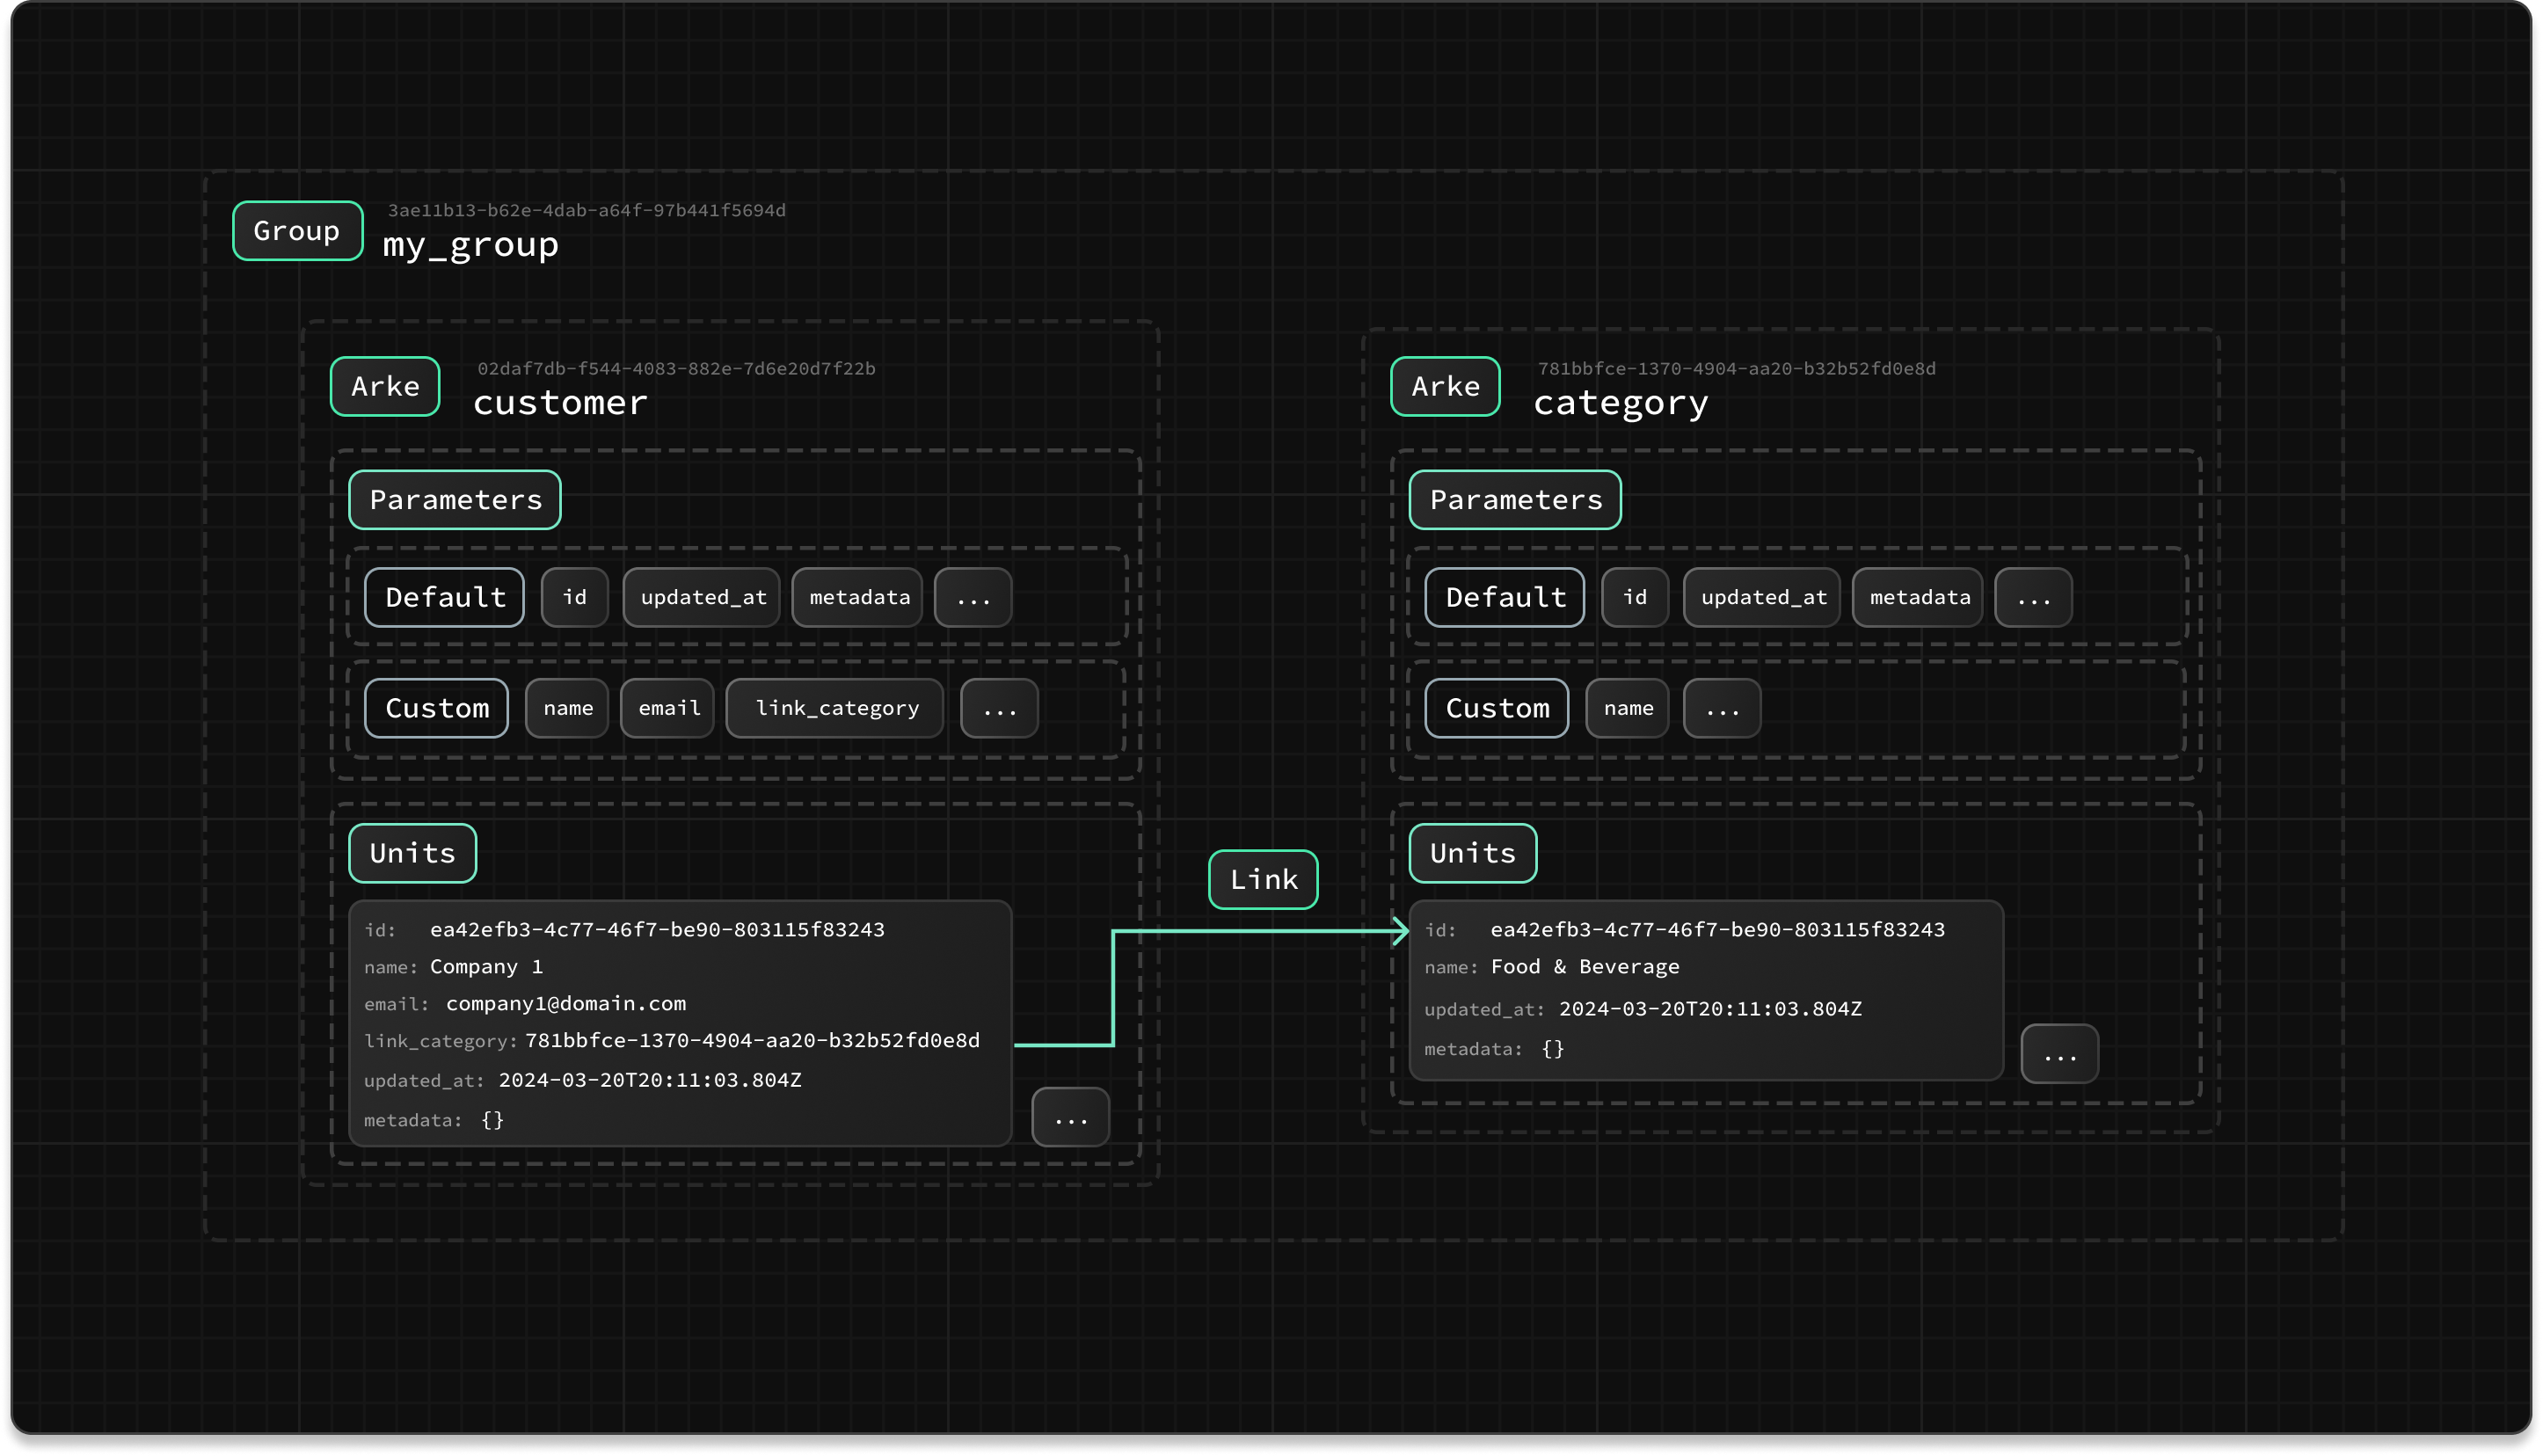 Group
3ae11b13-b62e-4dab-a64f-97b441f5694d
my_group
Arke
02daf7db-f544-4083-882e-7d6e20d7f22b
customer
Parameters
Default id updated_at metadata ...
Custom name email link_category ...
Units
id: ea42efb3-4c77-46f7-be90-803115f83243
name: Company 1
email: company1@domain.com
link_category: 781bbfce-1370-4904-aa20-b32b52fd0e8d
updated_at: 2024-03-20T20:11:03.804Z
metadata: {}
...
Link
Arke
781bbfce-1370-4904-aa20-b32b52fd0e8d
category
Parameters
Default id updated_at metadata ...
Custom name ...
Units
id: ea42efb3-4c77-46f7-be90-803115f83243
name: Food & Beverage
updated_at: 2024-03-20T20:11:03.804Z
metadata: {}
...